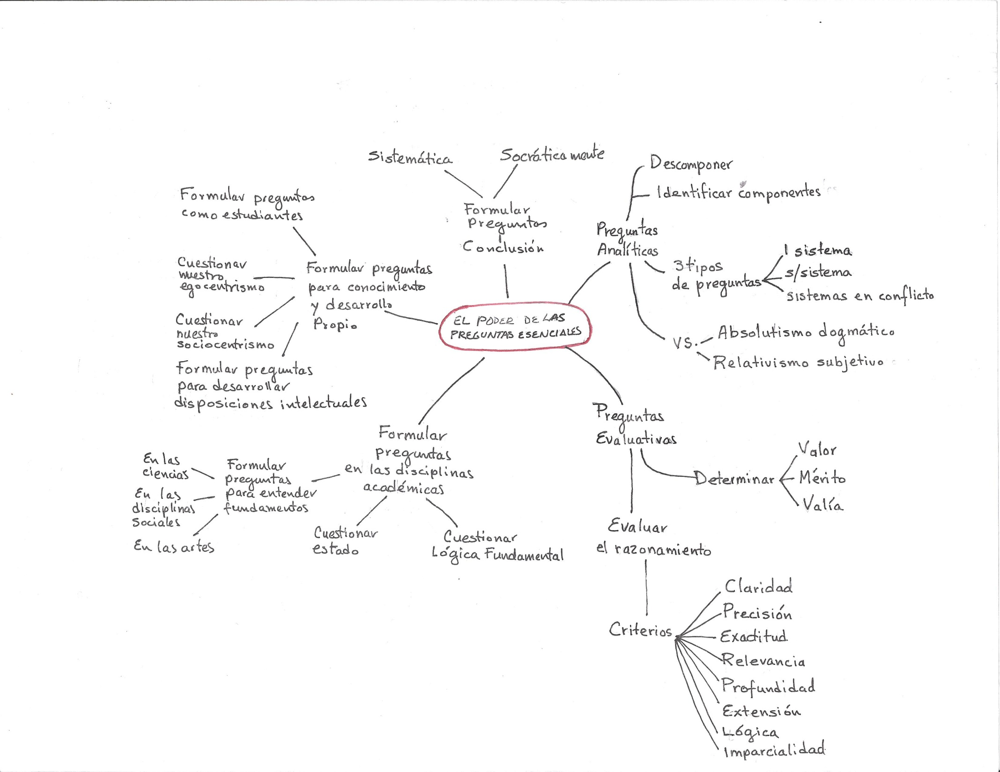 EL PODER DE LAS
PREGUNTAS ESENCIALES
Sistemática
Socráticamente
Formular
Preguntas
Conclusión
Descomponer
Identificar componentes
Preguntas
Analíticas
3 tipos
de preguntas
1 sistema
s/sistema
sistemas en conflicto
vs.
Absolutismo dogmático
Relativismo subjetivo
Preguntas
Evaluativas
Determinar
Valor
Mérito
Valía
Evaluar
el razonamiento
Criterios
Claridad
Precisión
Exactitud
Relevancia
Profundidad
Extensión
Lógica
Imparcialidad
Formular
preguntas
en las disciplinas
académicas
Cuestionar
estado
Cuestionar
Lógica Fundamental
Formular
preguntas
para entender
fundamentos
En las
ciencias
En las
disciplinas
Sociales
En las artes
Formular preguntas
para conocimiento
y desarrollo
Propio
Formular preguntas
como estudiantes
Cuestionar
nuestro
egocentrismo
Cuestionar
nuestro
sociocentrismo
Formular preguntas
para desarrollar
disposiciones intelectuales